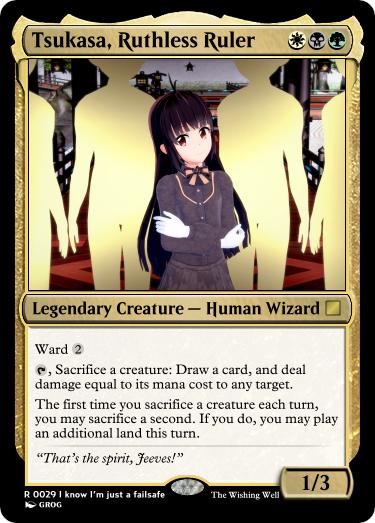 Tsukasa, Ruthless Ruler
Legendary Creature — Human Wizard
Ward 2
, Sacrifice a creature: Draw a card, and deal
damage equal to its mana cost to any target.
The first time you sacrifice a creature each turn,
you may sacrifice a second. If you do, you may play
an additional land this turn.
“That's the spirit, Jeeves!”
1/3
R 0029 I know I'm just a failsafe
GROG
The Wishing Well